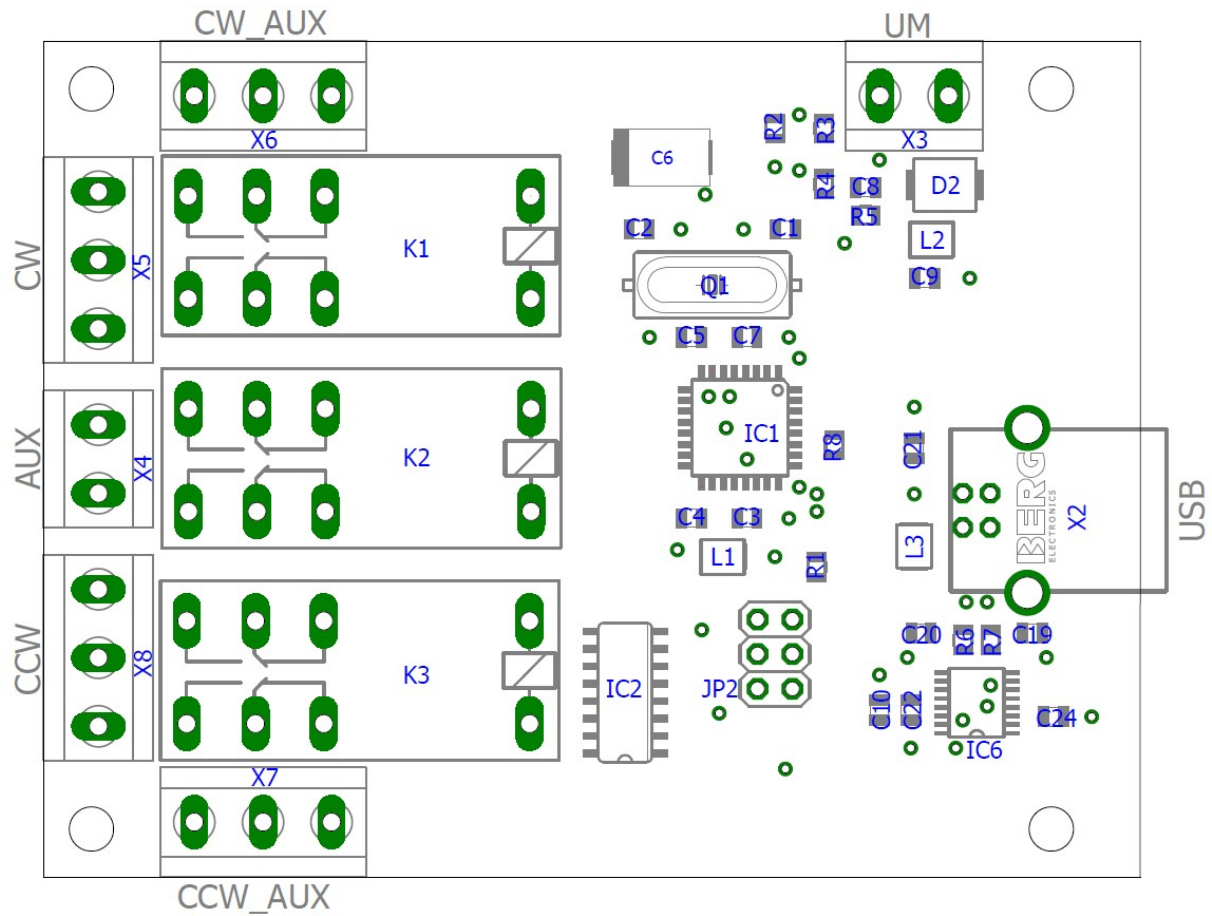 CW_AUX
UM
X6
X3
R2
R3
C6
R4
C8
D2
R5
C2
C1
L2
CW
X5
K1
C9
Q1
C5
C7
IC1
R8
C21
AUX
X4
K2
BERG
ELECTRONICS
X2
USB
C4
C3
L1
L3
R1
CCW
X8
K3
IC2
JP2
C20
R6
R7
C19
C10
C22
C24
IC6
X7
CCW_AUX